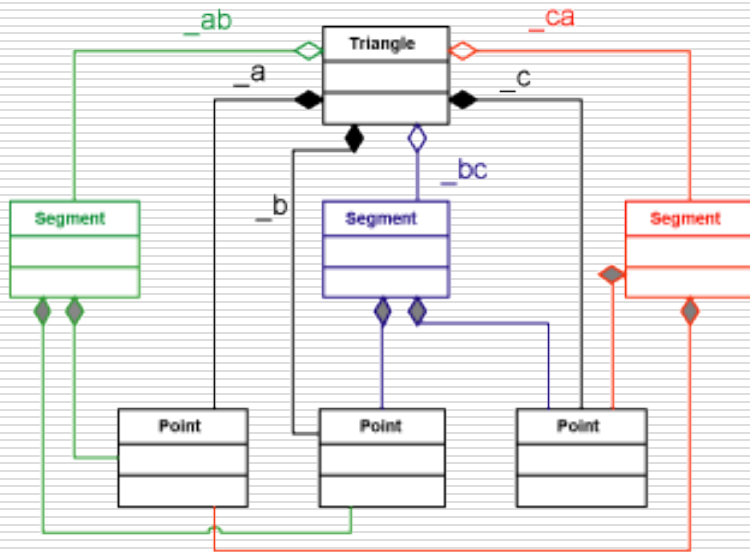 _ab
_ca
Triangle
_a
_c
_bc
_b
Segment
Segment
Segment
Point
Point
Point